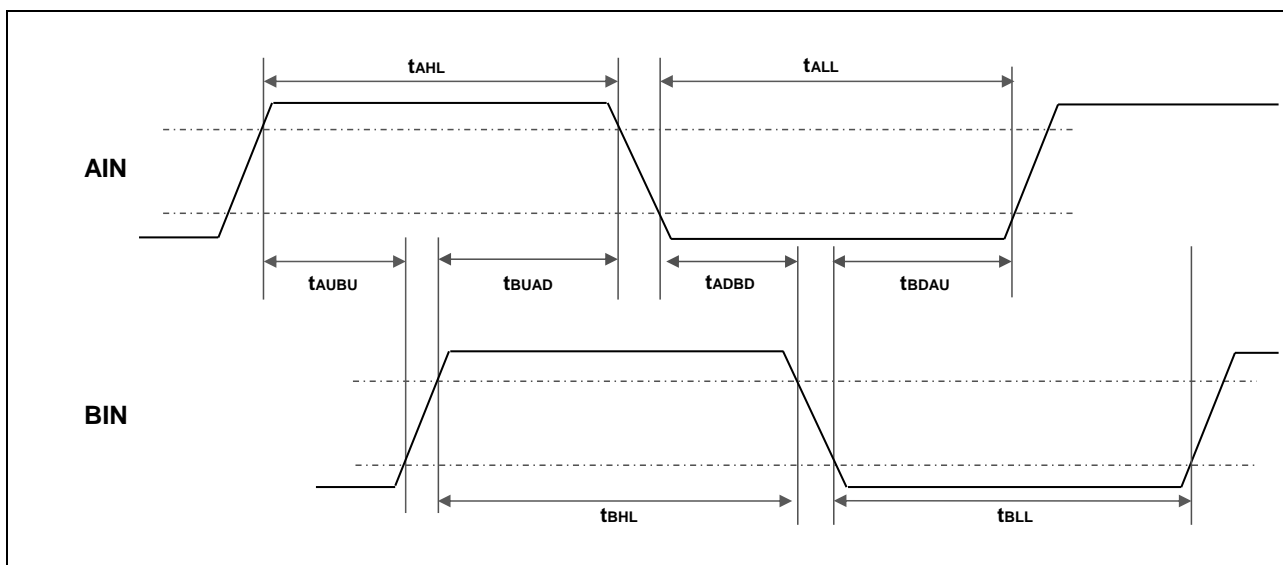 tAHL
tALL
AIN
tAUBU
tBUAD
tADBD
tBDAU
BIN
tBHL
tBLL